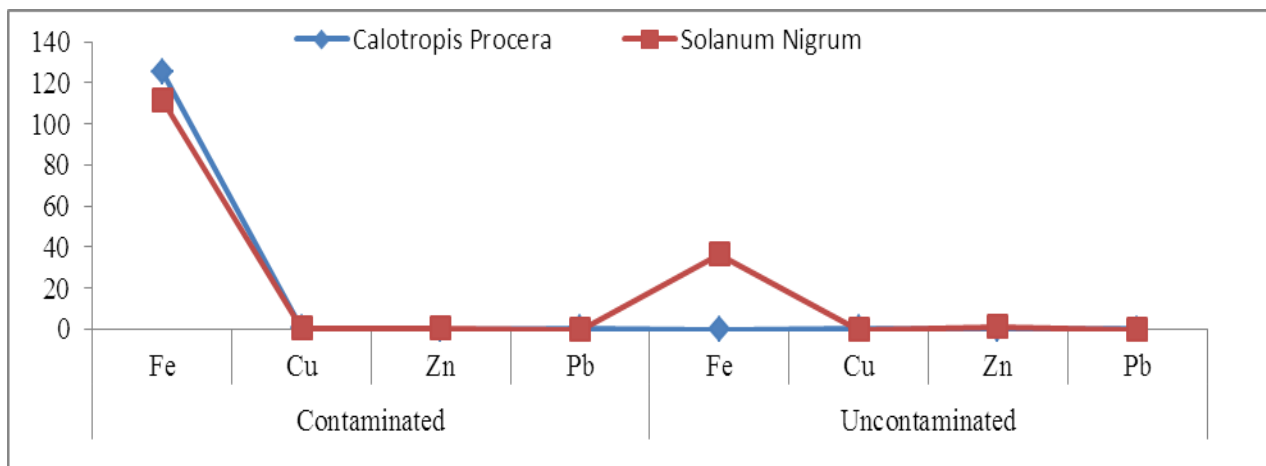 Calotropis Procera Solanum Nigrum
140
120
100
80
60
40
20
0
Fe Cu Zn Pb Fe Cu Zn Pb
Contaminated Uncontaminated